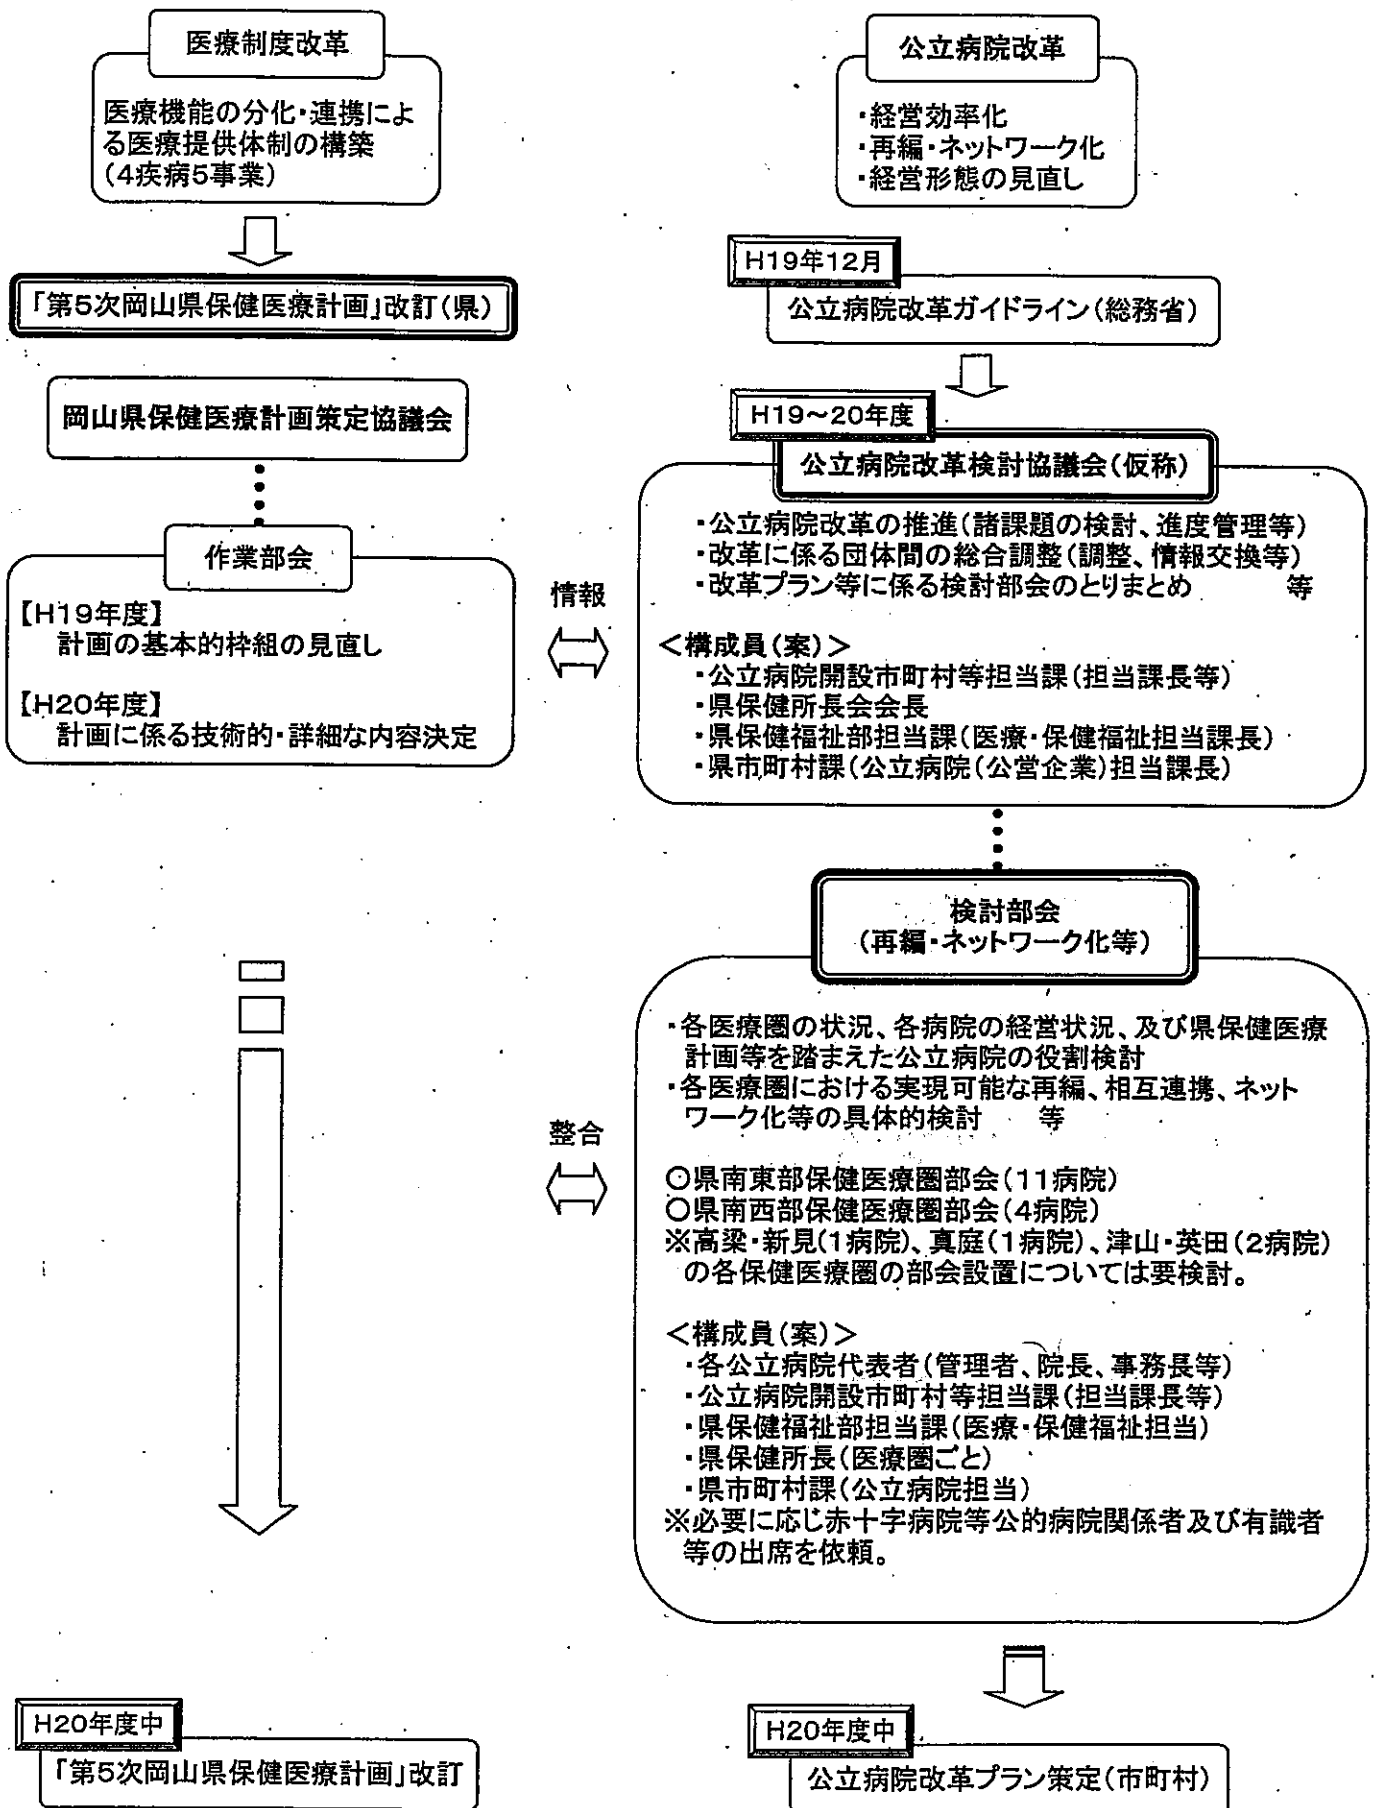 医療制度改革
医療機能の分化・連携によ
る医療提供体制の構築
(4疾病5事業)
「第5次岡山県保健医療計画」改訂(県)
岡山県保健医療計画策定協議会
作業部会
【H19年度】
計画の基本的枠組の見直し
【H20年度】
計画に係る技術的・詳細な内容決定
公立病院改革
・経営効率化
・再編・ネットワーク化
・経営形態の見直し
H19年12月
公立病院改革ガイドライン(総務省)
H19～20年度
公立病院改革検討協議会(仮称)
・公立病院改革の推進(諸課題の検討、進度管理等)
・改革に係る団体間の総合調整(調整、情報交換等)
・改革プラン等に係る検討部会のとりまとめ　　　等
＜構成員(案)＞
・公立病院開設市町村等担当課(担当課長等)
・県保健所長会会長
・県保健福祉部担当課(医療・保健福祉担当課長)
・県市町村課(公立病院(公営企業)担当課長)
情報
検討部会
(再編・ネットワーク化等)
・各医療圏の状況、各病院の経営状況、及び県保健医療
計画等を踏まえた公立病院の役割検討
・各医療圏における実現可能な再編、相互連携、ネット
ワーク化等の具体的検討　　等
○県南東部保健医療圏部会(11病院)
○県南西部保健医療圏部会(4病院)
※高梁・新見(1病院)、真庭(1病院)、津山・英田(2病院)
の各保健医療圏の部会設置については要検討。
＜構成員(案)＞
・各公立病院代表者(管理者、院長、事務長等)
・公立病院開設市町村等担当課(担当課長等)
・県保健福祉部担当課(医療・保健福祉担当)
・県保健所長(医療圏ごと)
・県市町村課(公立病院担当)
※必要に応じ赤十字病院等公的病院関係者及び有識者
等の出席を依頼。
整合
H20年度中
「第5次岡山県保健医療計画」改訂
H20年度中
公立病院改革プラン策定(市町村)